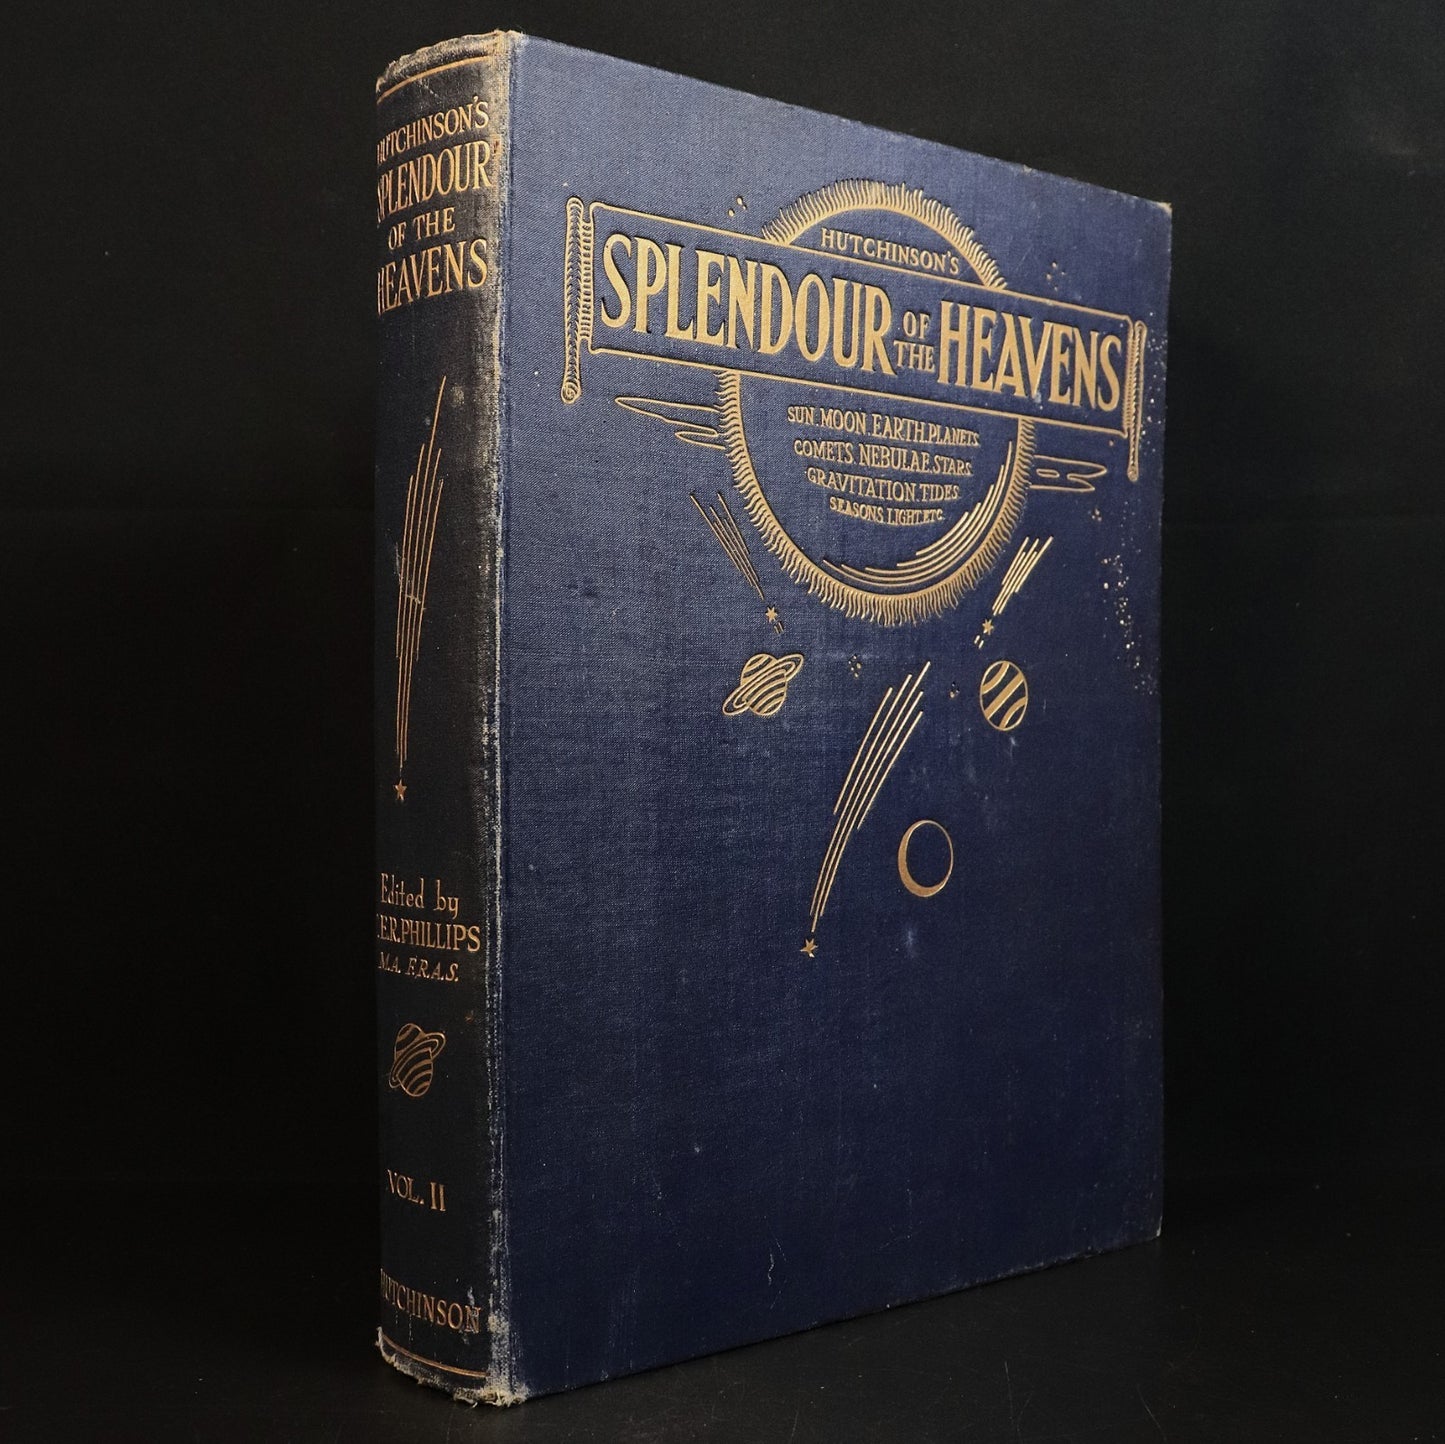 HUTCHINSON'S
SPLENDOUR
OF THE
HEAVENS
Edited by
T.E.R. PHILLIPS
M.A. F.R.A.S.
VOL. II
HUTCHINSON
HUTCHINSON'S
SPLENDOUR OF THE HEAVENS
SUN. MOON. EARTH. PLANETS.
COMETS. NEBULAE. STARS.
GRAVITATION. TIDES.
SEASONS. LIGHT. ETC.